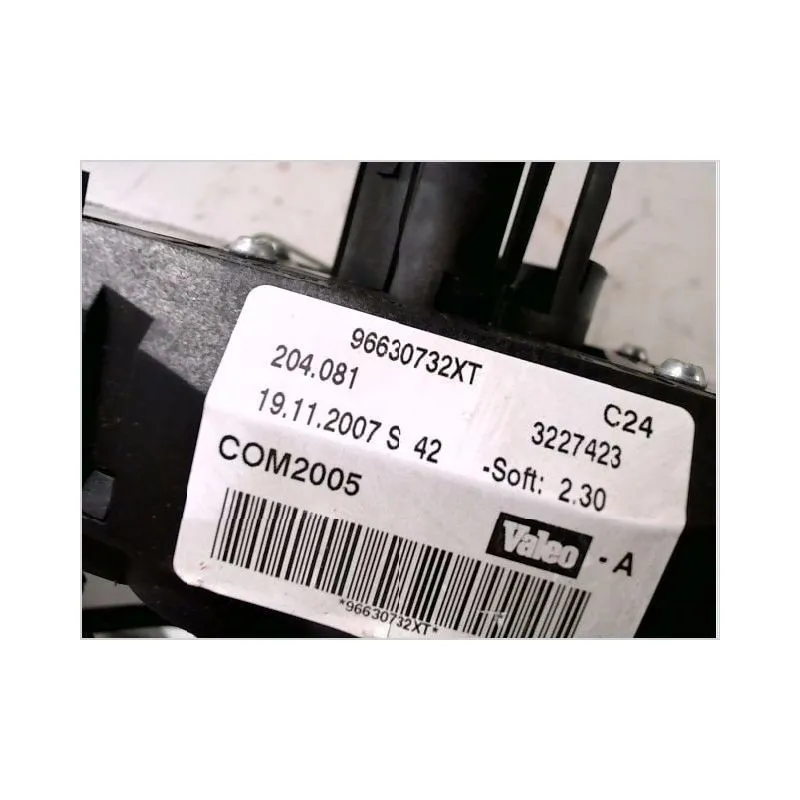 96630732XT
204.081 C24
19.11.2007 S 42 3227423
COM2005 -Soft: 2.30
Valeo - A
*96630732XT*